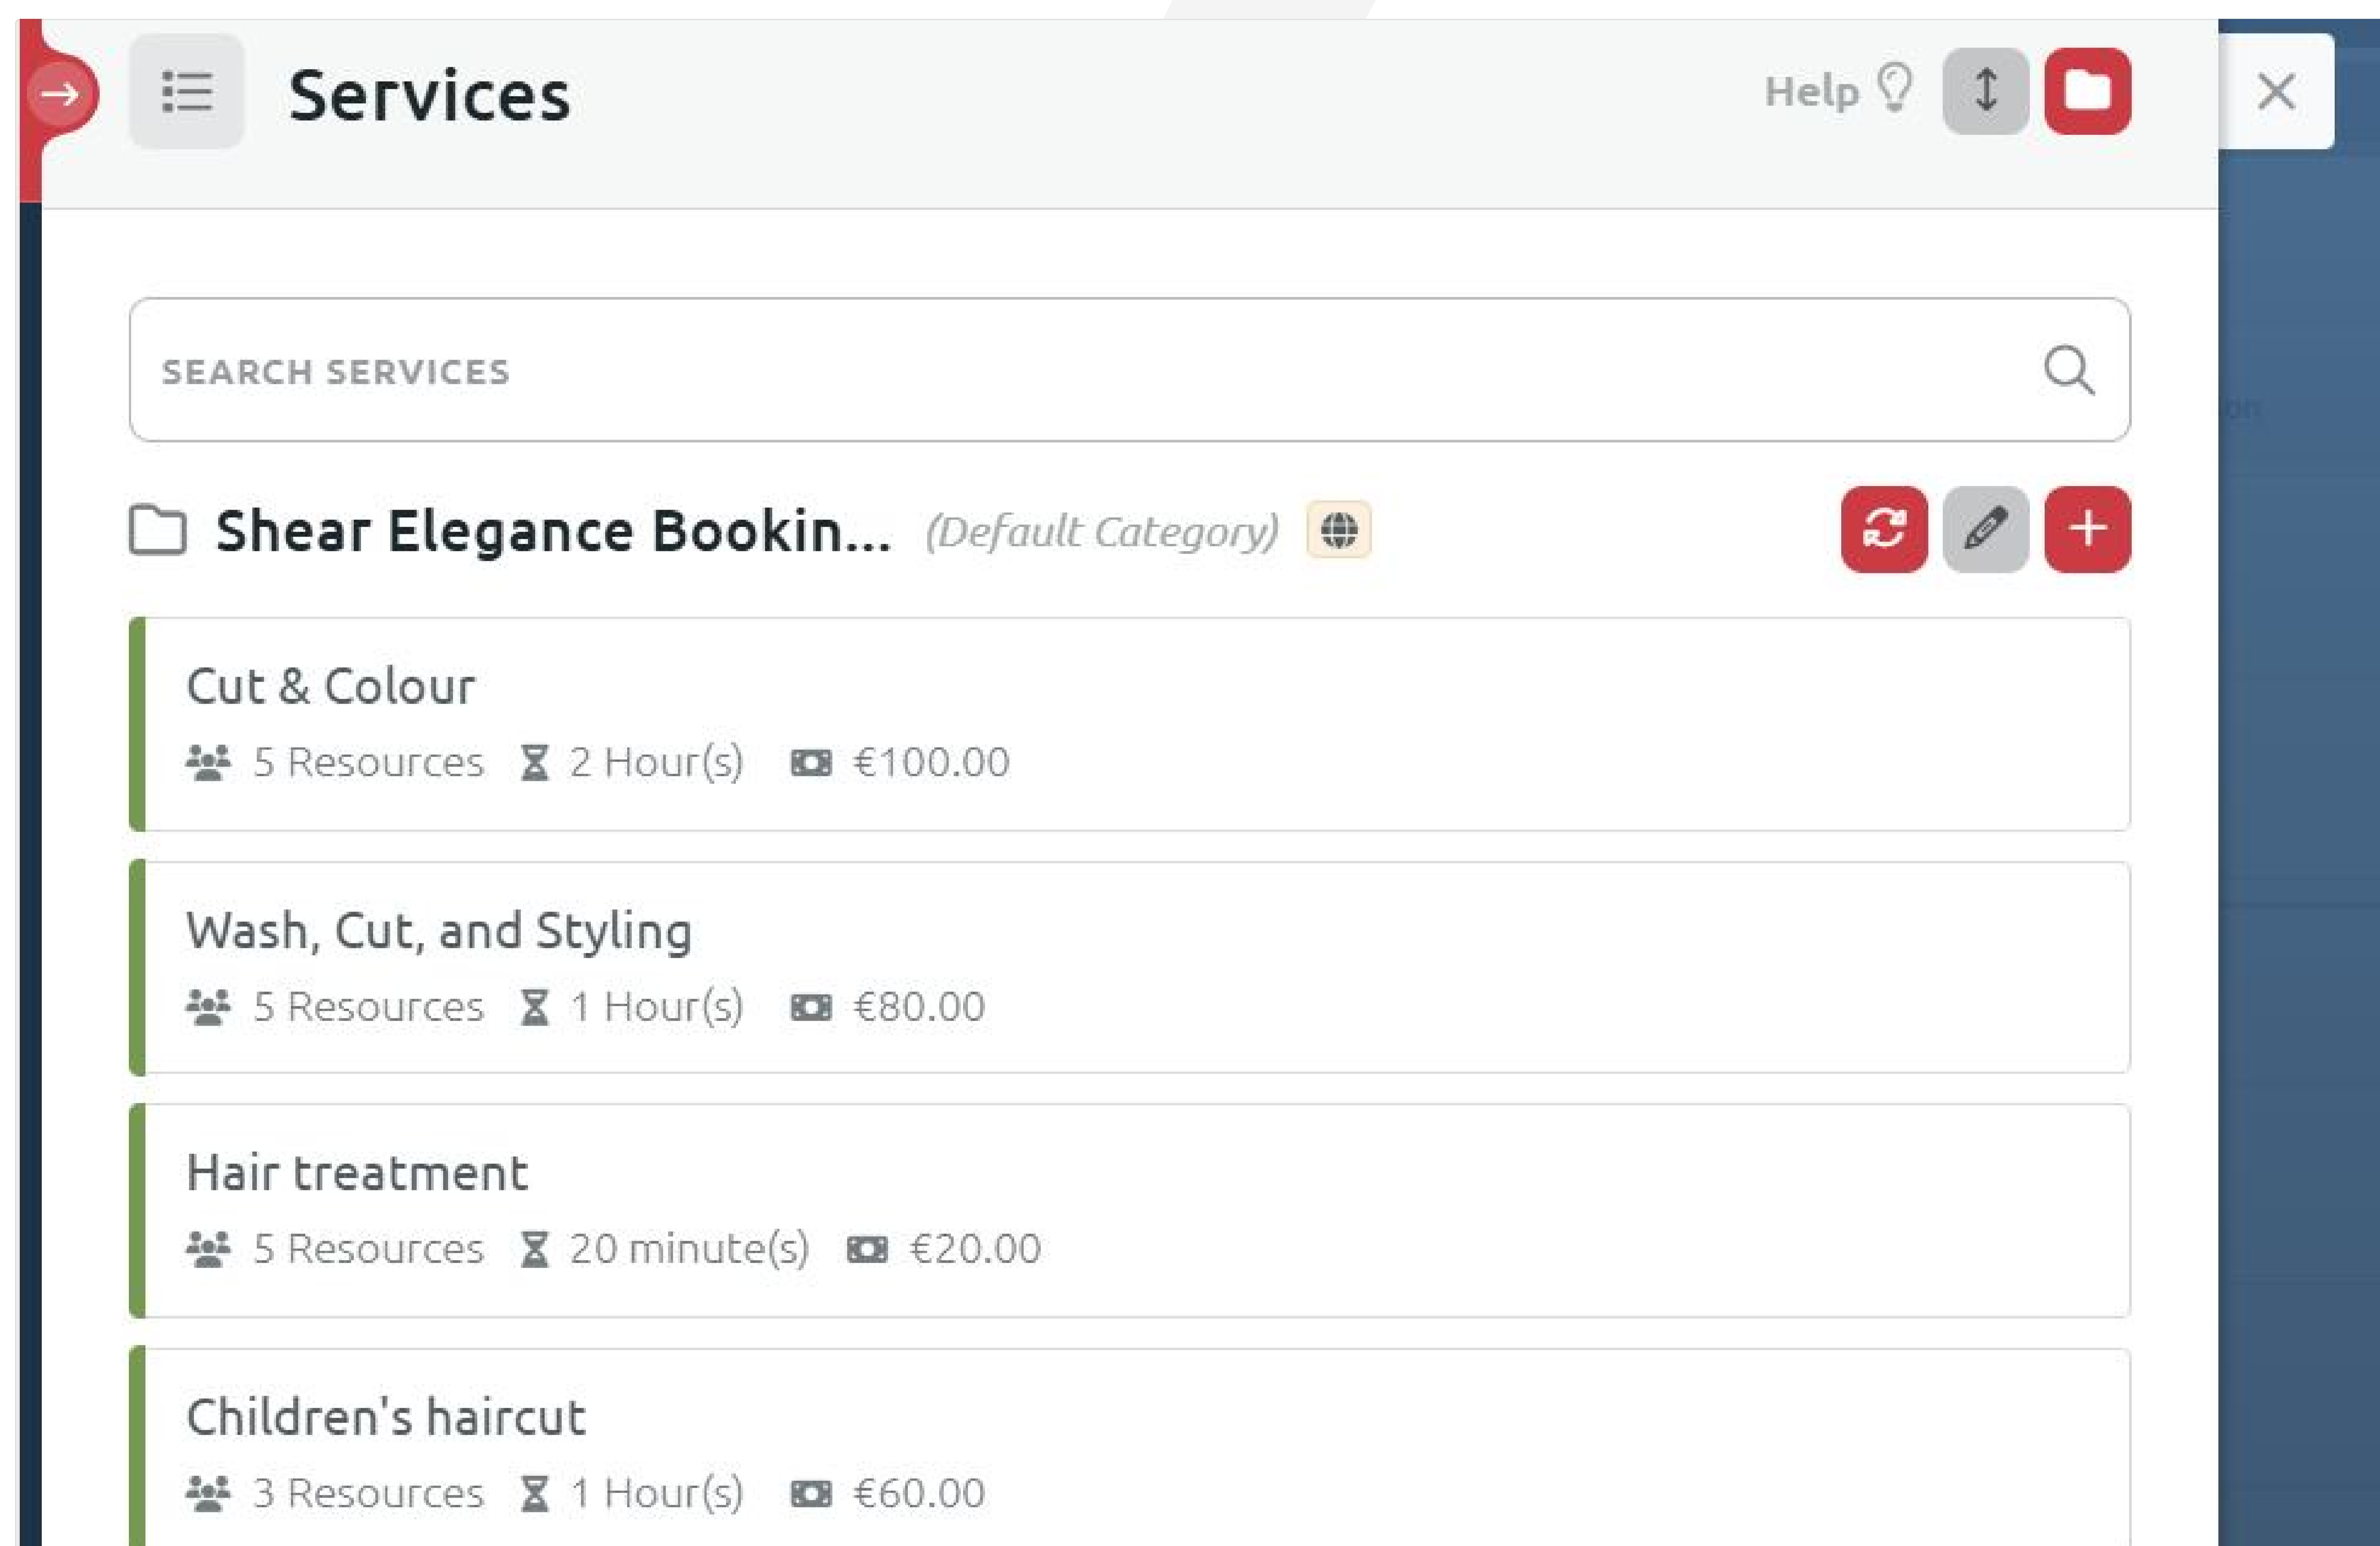 Services
Help
SEARCH SERVICES
Shear Elegance Bookin... (Default Category)
Cut & Colour
5 Resources 2 Hour(s) €100.00
Wash, Cut, and Styling
5 Resources 1 Hour(s) €80.00
Hair treatment
5 Resources 20 minute(s) €20.00
Children's haircut
3 Resources 1 Hour(s) €60.00